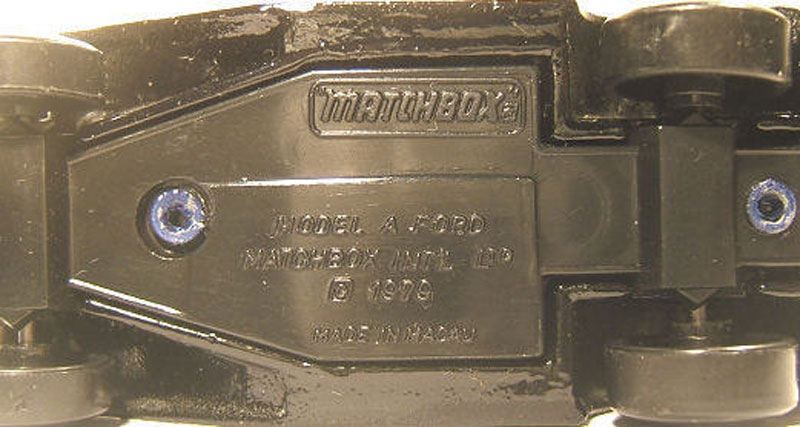 "MATCHBOX"®
MODEL A FORD
MATCHBOX INT'L LTD
© 1979
MADE IN MACAU